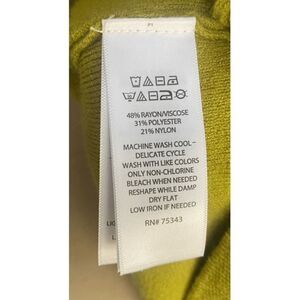 48% RAYON/VISCOSE
31% POLYESTER
21% NYLON
MACHINE WASH COOL-
DELICATE CYCLE
WASH WITH LIKE COLORS
ONLY NON-CHLORINE
BLEACH WHEN NEEDED
RESHAPE WHILE DAMP
DRY FLAT
LOW IRON IF NEEDED
RN# 75343